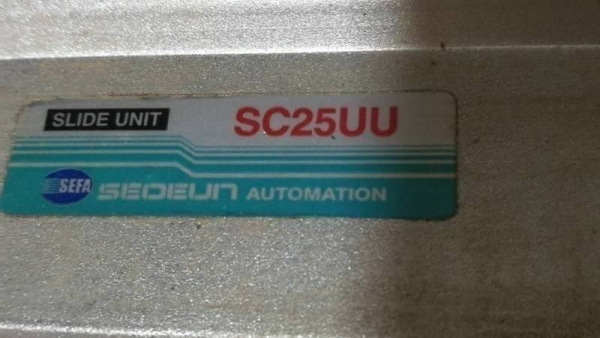 SLIDE UNIT SC25UU
SEFA SEOEUN AUTOMATION